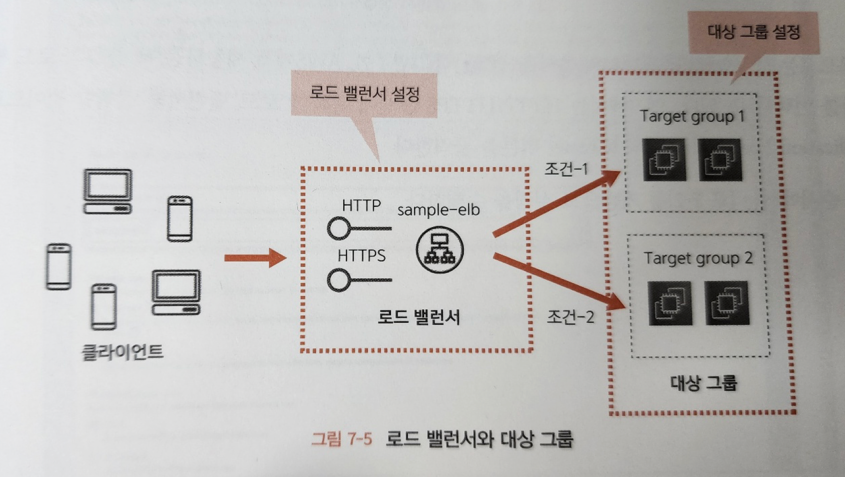 대상 그룹 설정
로드 밸런서 설정
Target group 1
조건-1
HTTP
sample-elb
HTTPS
Target group 2
로드 밸런서
조건-2
클라이언트
대상 그룹
그림 7-5 로드 밸런서와 대상 그룹